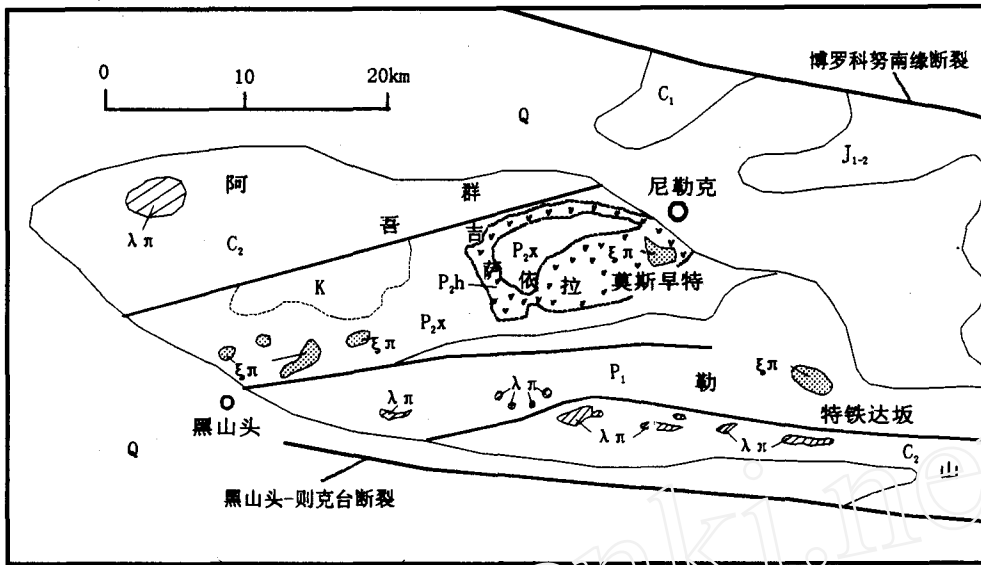 0 10 20km
博罗科努南缘断裂
C₁
Q
J₁₋₂
阿 群
尼勒克
λπ
吾
吉
C₂
P₂x
ξπ
萨 依 拉
莫斯早特
K
P₂h
P₂x
ξπ
ξπ
P₁ 勒
ξπ
λπ
λπ
特铁达坂
黑山头
λπ
λπ
C₂
山
Q
黑山头-则克台断裂